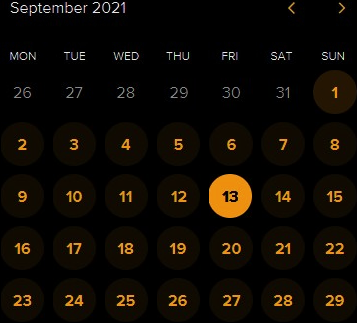 September 2021
MON TUE WED THU FRI SAT SUN
26 27 28 29 30 31 1
2 3 4 5 6 7 8
9 10 11 12 13 14 15
16 17 18 19 20 21 22
23 24 25 26 27 28 29